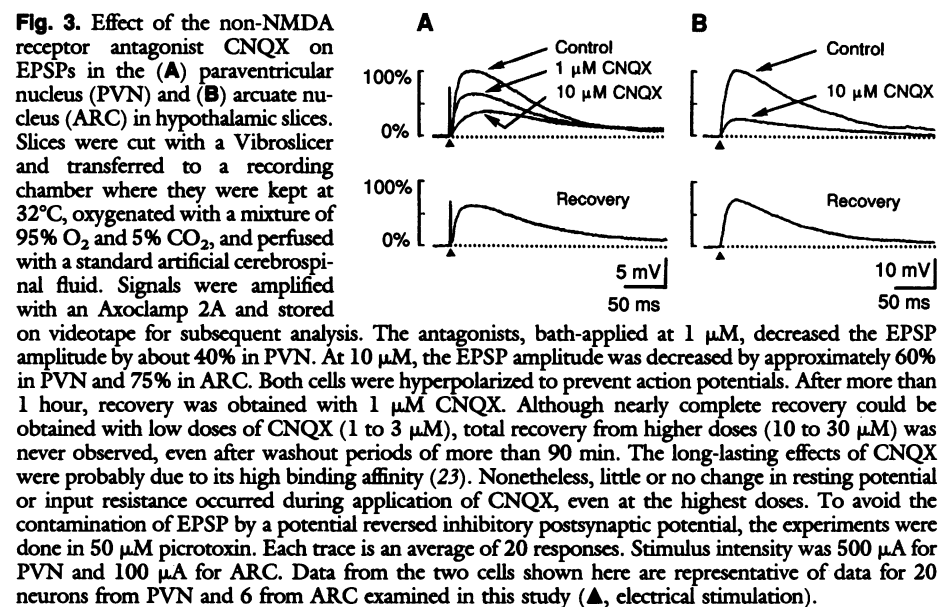 Fig. 3. Effect of the non-NMDA
receptor antagonist CNQX on
EPSPs in the (A) paraventricular
nucleus (PVN) and (B) arcuate nu-
cleus (ARC) in hypothalamic slices.
Slices were cut with a Vibroslicer
and transferred to a recording
chamber where they were kept at
32°C, oxygenated with a mixture of
95% O₂ and 5% CO₂, and perfused
with a standard artificial cerebrospi-
nal fluid. Signals were amplified
with an Axoclamp 2A and stored
on videotape for subsequent analysis. The antagonists, bath-applied at 1 μM, decreased the EPSP
amplitude by about 40% in PVN. At 10 μM, the EPSP amplitude was decreased by approximately 60%
in PVN and 75% in ARC. Both cells were hyperpolarized to prevent action potentials. After more than
1 hour, recovery was obtained with 1 μM CNQX. Although nearly complete recovery could be
obtained with low doses of CNQX (1 to 3 μM), total recovery from higher doses (10 to 30 μM) was
never observed, even after washout periods of more than 90 min. The long-lasting effects of CNQX
were probably due to its high binding affinity (23). Nonetheless, little or no change in resting potential
or input resistance occurred during application of CNQX, even at the highest doses. To avoid the
contamination of EPSP by a potential reversed inhibitory postsynaptic potential, the experiments were
done in 50 μM picrotoxin. Each trace is an average of 20 responses. Stimulus intensity was 500 μA for
PVN and 100 μA for ARC. Data from the two cells shown here are representative of data for 20
neurons from PVN and 6 from ARC examined in this study (▲, electrical stimulation).
A
Control
1 μM CNQX
10 μM CNQX
100%
0%
Recovery
100%
0%
5 mV
50 ms
B
Control
10 μM CNQX
Recovery
10 mV
50 ms